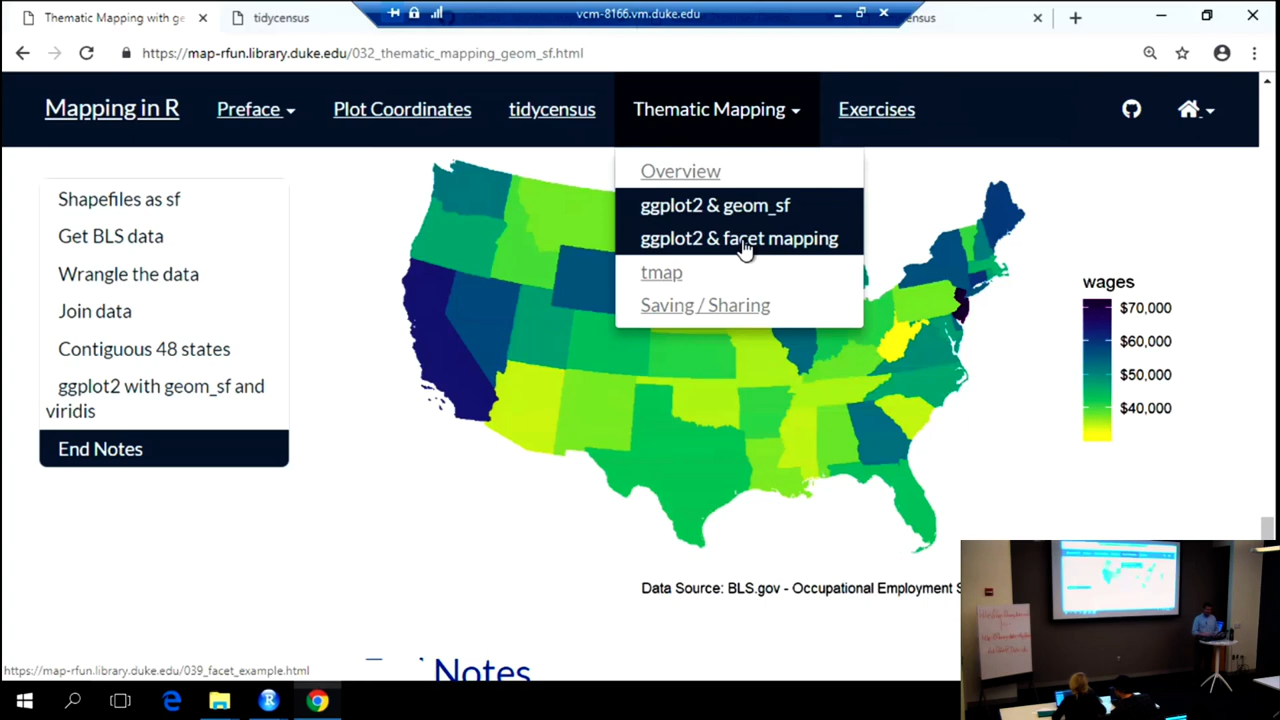 Thematic Mapping with ge
tidycensus
vcm-8166.vm.duke.edu
nsus
https://map-rfun.library.duke.edu/032_thematic_mapping_geom_sf.html
Mapping in R
Preface
Plot Coordinates
tidycensus
Thematic Mapping
Exercises
Overview
ggplot2 & geom_sf
ggplot2 & facet mapping
tmap
Saving / Sharing
Shapefiles as sf
Get BLS data
Wrangle the data
Join data
Contiguous 48 states
ggplot2 with geom_sf and
viridis
End Notes
wages
$70,000
$60,000
$50,000
$40,000
Data Source: BLS.gov - Occupational Employment S
Notes
https://map-rfun.library.duke.edu/039_facet_example.html